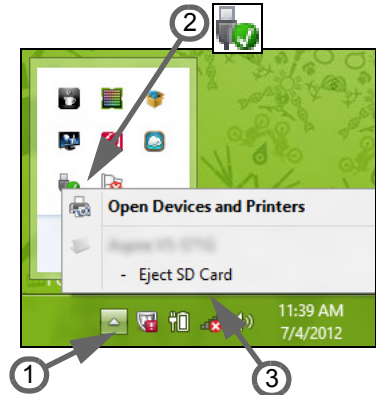 2
Open Devices and Printers
- Eject SD Card
11:39 AM
7/4/2012
1
3